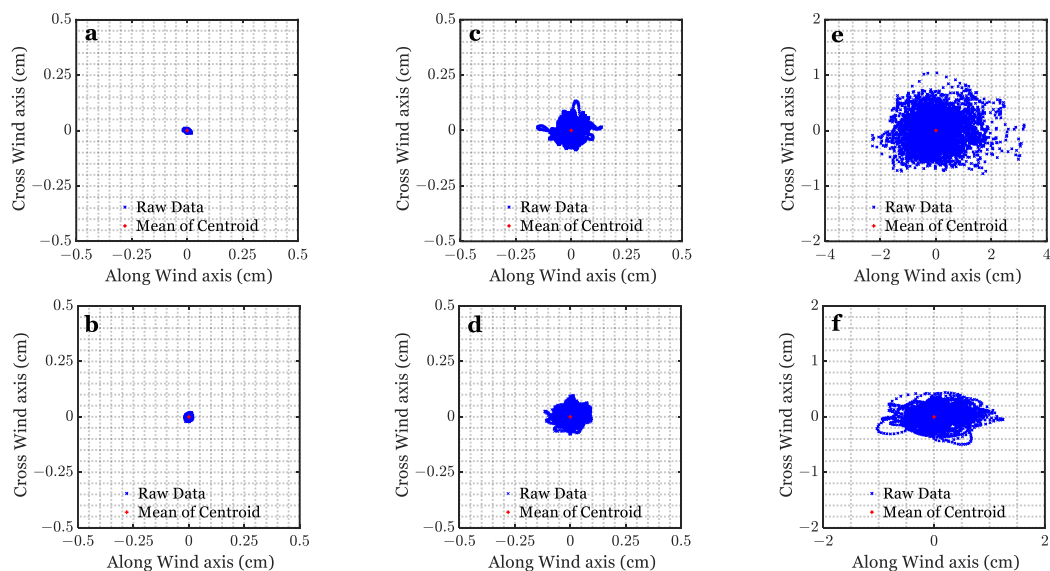 a
0.5
0.25
0
−0.25
−0.5
−0.5 −0.25 0 0.25 0.5
Cross Wind axis (cm)
Along Wind axis (cm)
Raw Data
Mean of Centroid
c
0.5
0.25
0
−0.25
−0.5
−0.5 −0.25 0 0.25 0.5
Cross Wind axis (cm)
Along Wind axis (cm)
Raw Data
Mean of Centroid
e
2
1
0
−1
−2
−4 −2 0 2 4
Cross Wind axis (cm)
Along Wind axis (cm)
Raw Data
Mean of Centroid
b
0.5
0.25
0
−0.25
−0.5
−0.5 −0.25 0 0.25 0.5
Cross Wind axis (cm)
Along Wind axis (cm)
Raw Data
Mean of Centroid
d
0.5
0.25
0
−0.25
−0.5
−0.5 −0.25 0 0.25 0.5
Cross Wind axis (cm)
Along Wind axis (cm)
Raw Data
Mean of Centroid
f
2
1
0
−1
−2
−2 −1 0 1 2
Cross Wind axis (cm)
Along Wind axis (cm)
Raw Data
Mean of Centroid